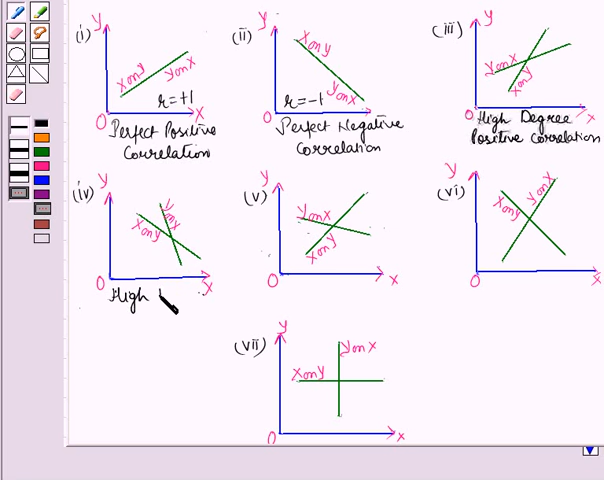 (i)
Y
X on y
Y on x
r = +1
O
X
Perfect Positive
Correlation
(ii)
Y
X on y
Y on x
r = -1
O
X
Perfect Negative
Correlation
(iii)
Y
Y on x
X on y
O
X
High Degree
Positive Correlation
(iv)
Y
X on y
Y on x
O
X
High
(v)
Y
Y on x
X on y
O
X
(vi)
Y
X on y
Y on x
O
X
(vii)
Y
Y on x
X on y
O
X